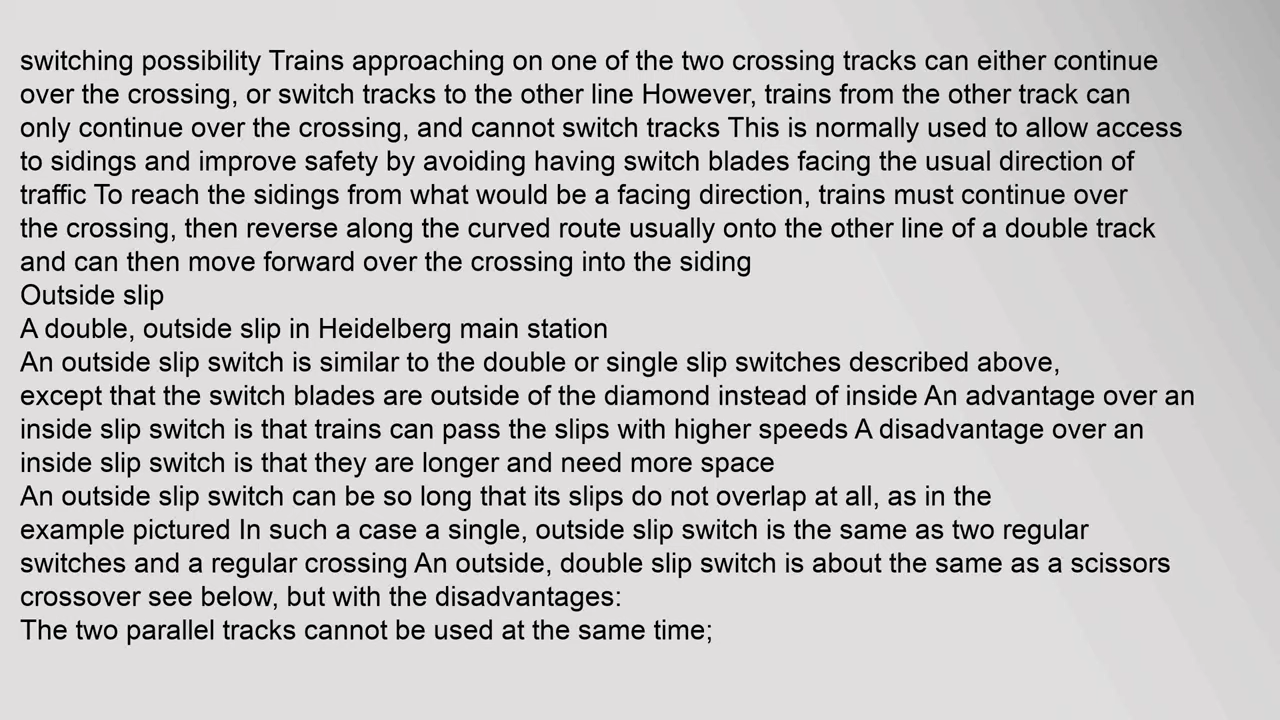 switching possibility Trains approaching on one of the two crossing tracks can either continue
over the crossing, or switch tracks to the other line However, trains from the other track can
only continue over the crossing, and cannot switch tracks This is normally used to allow access
to sidings and improve safety by avoiding having switch blades facing the usual direction of
traffic To reach the sidings from what would be a facing direction, trains must continue over
the crossing, then reverse along the curved route usually onto the other line of a double track
and can then move forward over the crossing into the siding
Outside slip
A double, outside slip in Heidelberg main station
An outside slip switch is similar to the double or single slip switches described above,
except that the switch blades are outside of the diamond instead of inside An advantage over an
inside slip switch is that trains can pass the slips with higher speeds A disadvantage over an
inside slip switch is that they are longer and need more space
An outside slip switch can be so long that its slips do not overlap at all, as in the
example pictured In such a case a single, outside slip switch is the same as two regular
switches and a regular crossing An outside, double slip switch is about the same as a scissors
crossover see below, but with the disadvantages:
The two parallel tracks cannot be used at the same time;